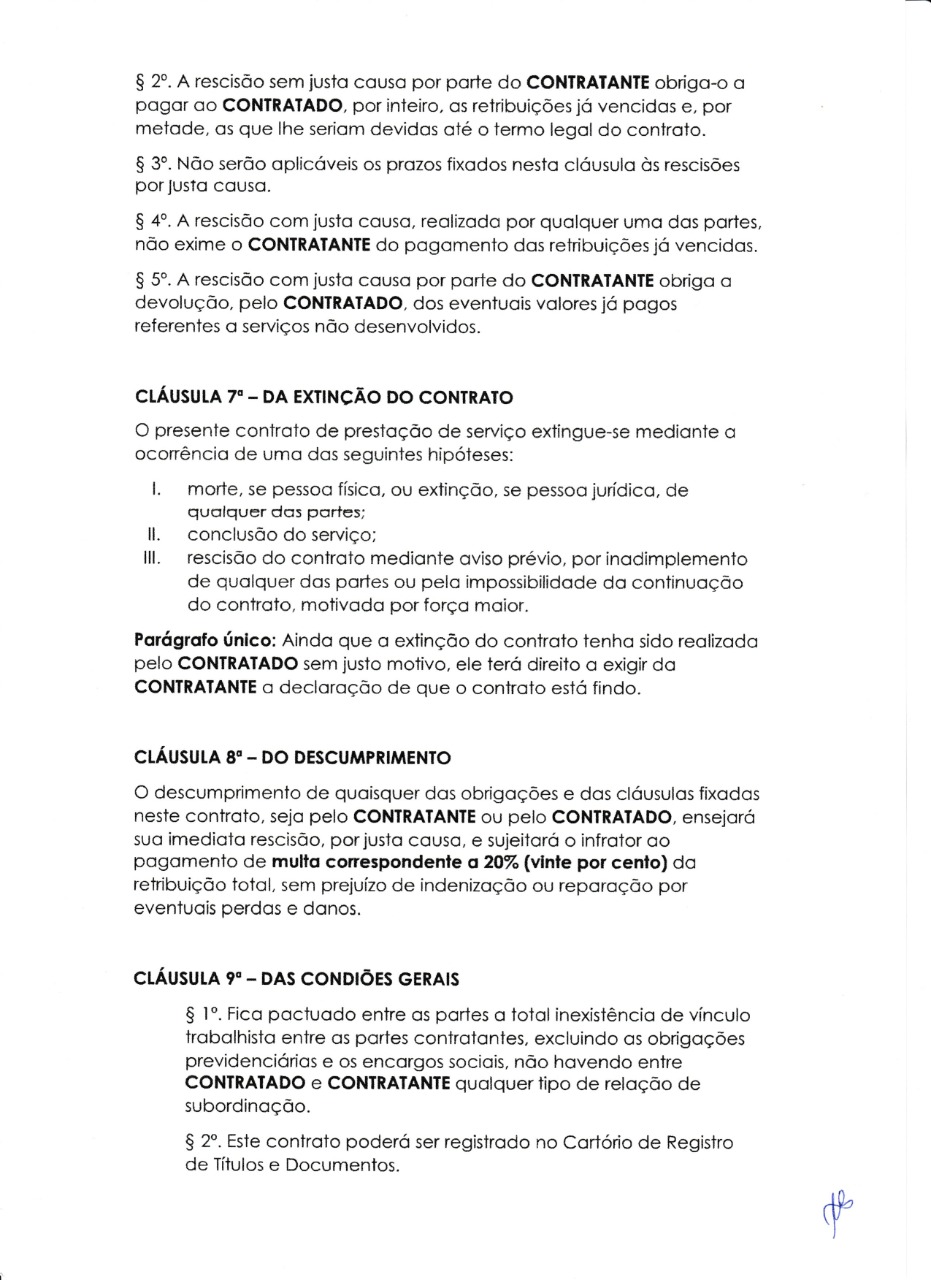 § 2º. A rescisão sem justa causa por parte do CONTRATANTE obriga-o a
pagar ao CONTRATADO, por inteiro, as retribuições já vencidas e, por
metade, as que lhe seriam devidas até o termo legal do contrato.
§ 3º. Não serão aplicáveis os prazos fixados nesta cláusula às rescisões
por justa causa.
§ 4º. A rescisão com justa causa, realizada por qualquer uma das partes,
não exime o CONTRATANTE do pagamento das retribuições já vencidas.
§ 5º. A rescisão com justa causa por parte do CONTRATANTE obriga a
devolução, pelo CONTRATADO, dos eventuais valores já pagos
referentes a serviços não desenvolvidos.
CLÁUSULA 7ª – DA EXTINÇÃO DO CONTRATO
O presente contrato de prestação de serviço extingue-se mediante a
ocorrência de uma das seguintes hipóteses:
I. morte, se pessoa física, ou extinção, se pessoa jurídica, de
qualquer das partes;
II. conclusão do serviço;
III. rescisão do contrato mediante aviso prévio, por inadimplemento
de qualquer das partes ou pela impossibilidade da continuação
do contrato, motivada por força maior.
Parágrafo único: Ainda que a extinção do contrato tenha sido realizada
pelo CONTRATADO sem justo motivo, ele terá direito a exigir da
CONTRATANTE a declaração de que o contrato está findo.
CLÁUSULA 8ª – DO DESCUMPRIMENTO
O descumprimento de quaisquer das obrigações e das cláusulas fixadas
neste contrato, seja pelo CONTRATANTE ou pelo CONTRATADO, ensejará
sua imediata rescisão, por justa causa, e sujeitará o infrator ao
pagamento de multa correspondente a 20% (vinte por cento) da
retribuição total, sem prejuízo de indenização ou reparação por
eventuais perdas e danos.
CLÁUSULA 9ª – DAS CONDIÕES GERAIS
§ 1º. Fica pactuado entre as partes a total inexistência de vínculo
trabalhista entre as partes contratantes, excluindo as obrigações
previdenciárias e os encargos sociais, não havendo entre
CONTRATADO e CONTRATANTE qualquer tipo de relação de
subordinação.
§ 2º. Este contrato poderá ser registrado no Cartório de Registro
de Títulos e Documentos.